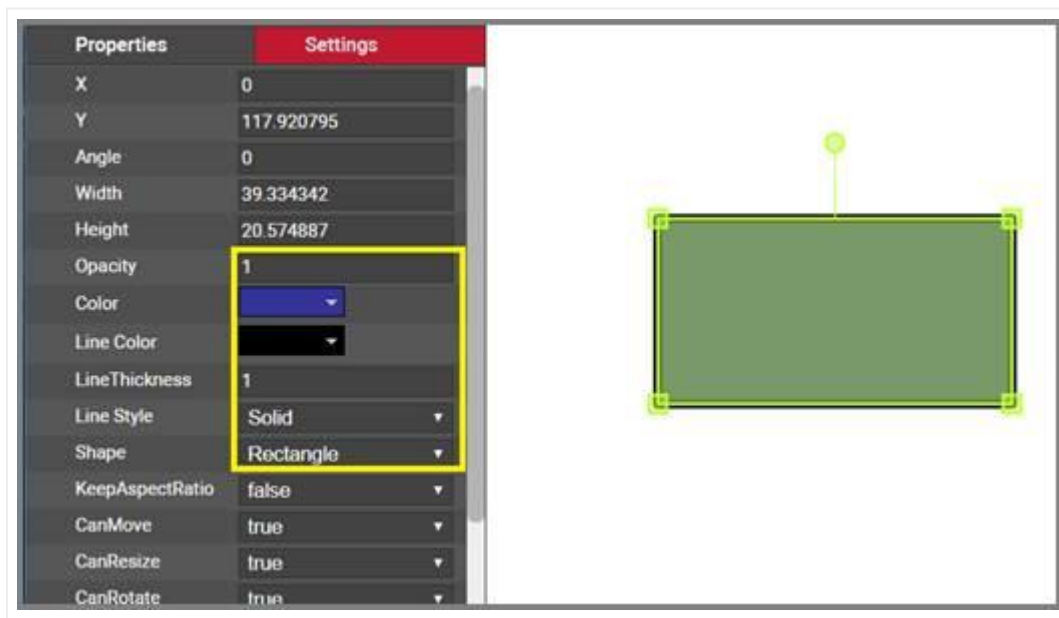 Properties Settings
X 0
Y 117.920795
Angle 0
Width 39.334342
Height 20.574887
Opacity 1
Color
Line Color
LineThickness 1
Line Style Solid
Shape Rectangle
KeepAspectRatio false
CanMove true
CanResize true
CanRotate true